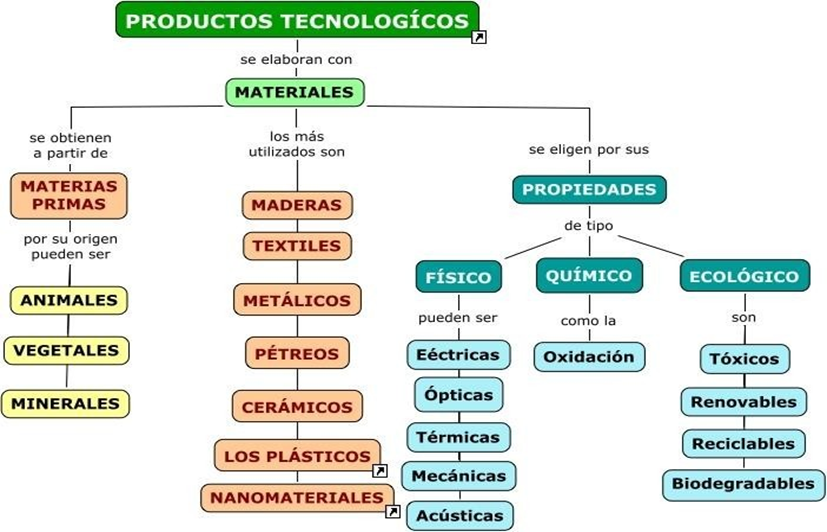 PRODUCTOS TECNOLOGÍCOS
se elaboran con
MATERIALES
se obtienen
a partir de
MATERIAS
PRIMAS
por su origen
pueden ser
ANIMALES
VEGETALES
MINERALES
los más
utilizados son
MADERAS
TEXTILES
METÁLICOS
PÉTREOS
CERÁMICOS
LOS PLÁSTICOS
NANOMATERIALES
se eligen por sus
PROPIEDADES
de tipo
FÍSICO
pueden ser
Eéctricas
Ópticas
Térmicas
Mecánicas
Acústicas
QUÍMICO
como la
Oxidación
ECOLÓGICO
son
Tóxicos
Renovables
Reciclables
Biodegradables